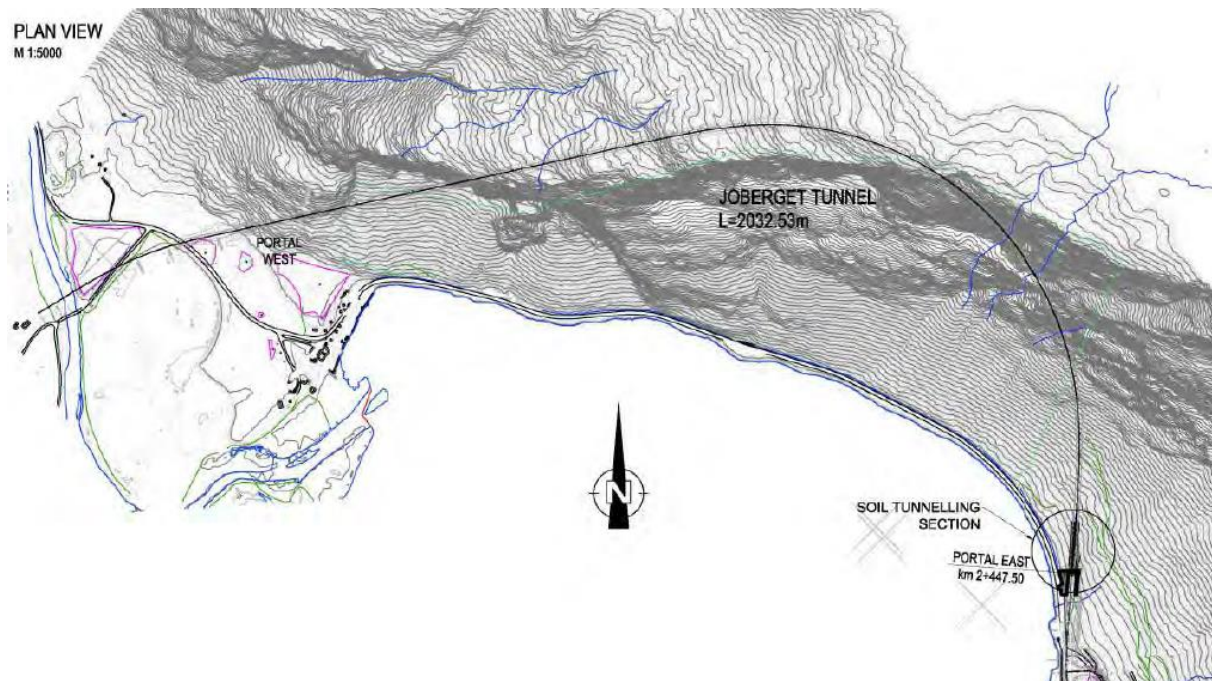 PLAN VIEW
M 1:5000
JOBERGET TUNNEL
L=2032.53m
PORTAL
WEST
N
SOIL TUNNELLING
SECTION
PORTAL EAST
km 2+447.50